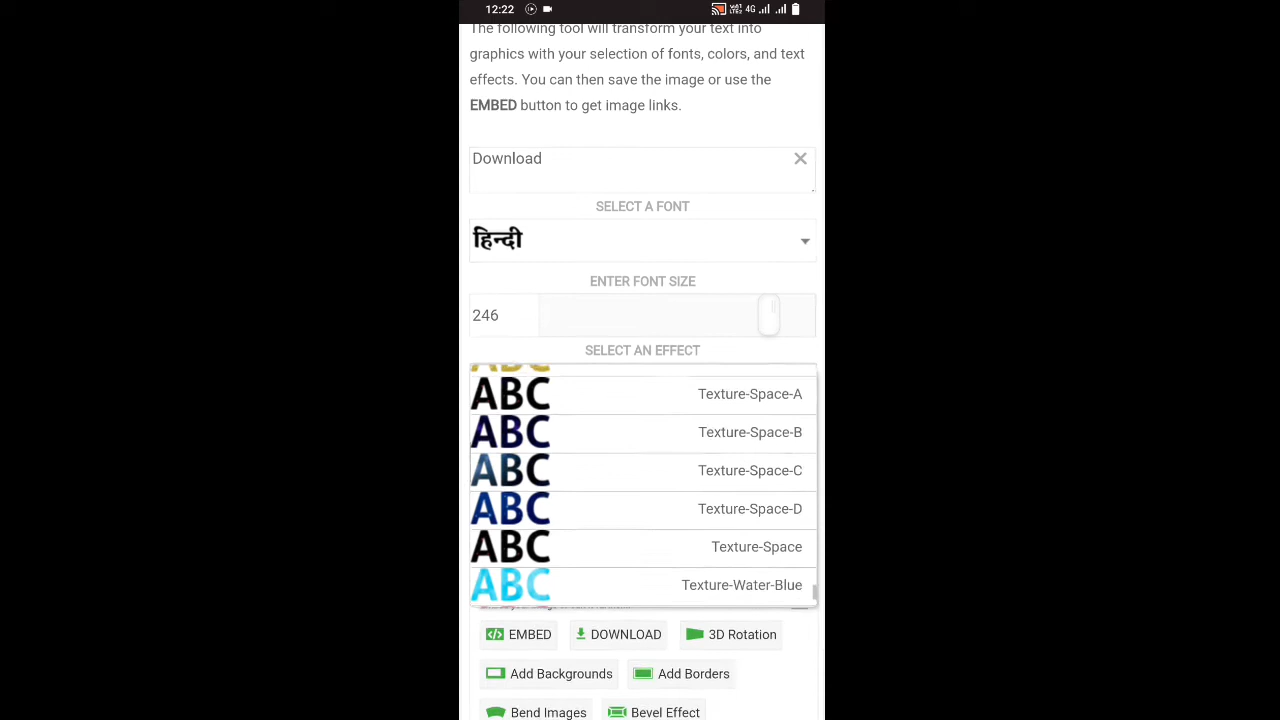 12:22
VoWiFi LTE2 4G
The following tool will transform your text into
graphics with your selection of fonts, colors, and text
effects. You can then save the image or use the
EMBED button to get image links.
Download
SELECT A FONT
हिन्दी
ENTER FONT SIZE
246
SELECT AN EFFECT
ABC
ABC Texture-Space-A
ABC Texture-Space-B
ABC Texture-Space-C
ABC Texture-Space-D
ABC Texture-Space
ABC Texture-Water-Blue
EMBED DOWNLOAD 3D Rotation
Add Backgrounds Add Borders
Bend Images Bevel Effect